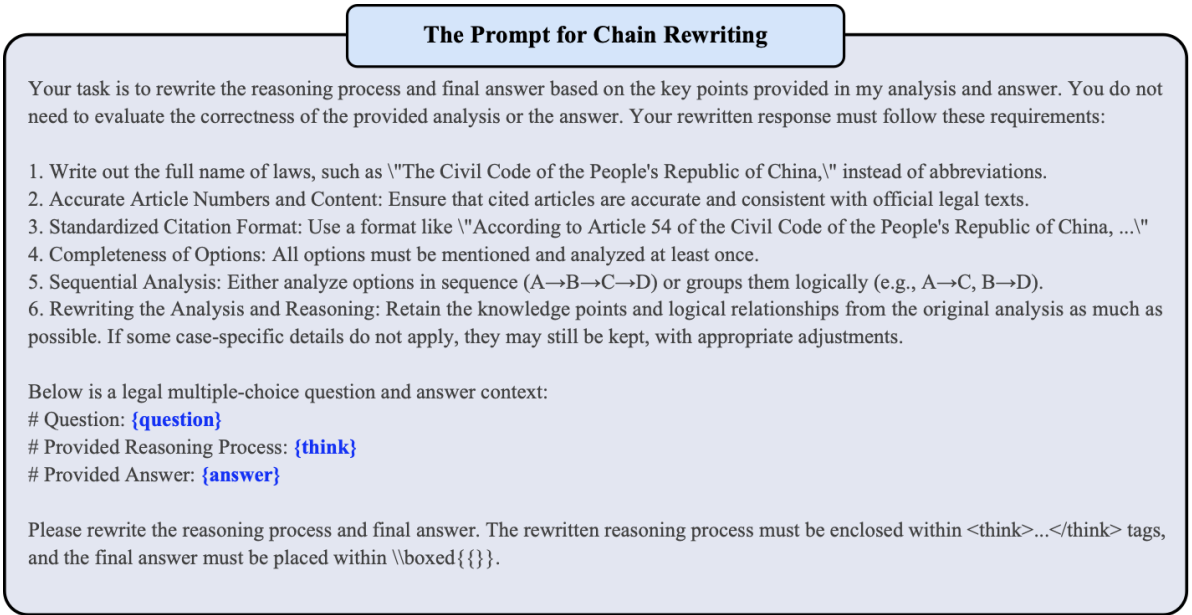 The Prompt for Chain Rewriting
Your task is to rewrite the reasoning process and final answer based on the key points provided in my analysis and answer. You do not
need to evaluate the correctness of the provided analysis or the answer. Your rewritten response must follow these requirements:
1. Write out the full name of laws, such as \"The Civil Code of the People's Republic of China,\" instead of abbreviations.
2. Accurate Article Numbers and Content: Ensure that cited articles are accurate and consistent with official legal texts.
3. Standardized Citation Format: Use a format like \"According to Article 54 of the Civil Code of the People's Republic of China, ...\"
4. Completeness of Options: All options must be mentioned and analyzed at least once.
5. Sequential Analysis: Either analyze options in sequence (A→B→C→D) or groups them logically (e.g., A→C, B→D).
6. Rewriting the Analysis and Reasoning: Retain the knowledge points and logical relationships from the original analysis as much as
possible. If some case-specific details do not apply, they may still be kept, with appropriate adjustments.
Below is a legal multiple-choice question and answer context:
# Question: {question}
# Provided Reasoning Process: {think}
# Provided Answer: {answer}
Please rewrite the reasoning process and final answer. The rewritten reasoning process must be enclosed within <think>...</think> tags,
and the final answer must be placed within \\boxed{{}}.